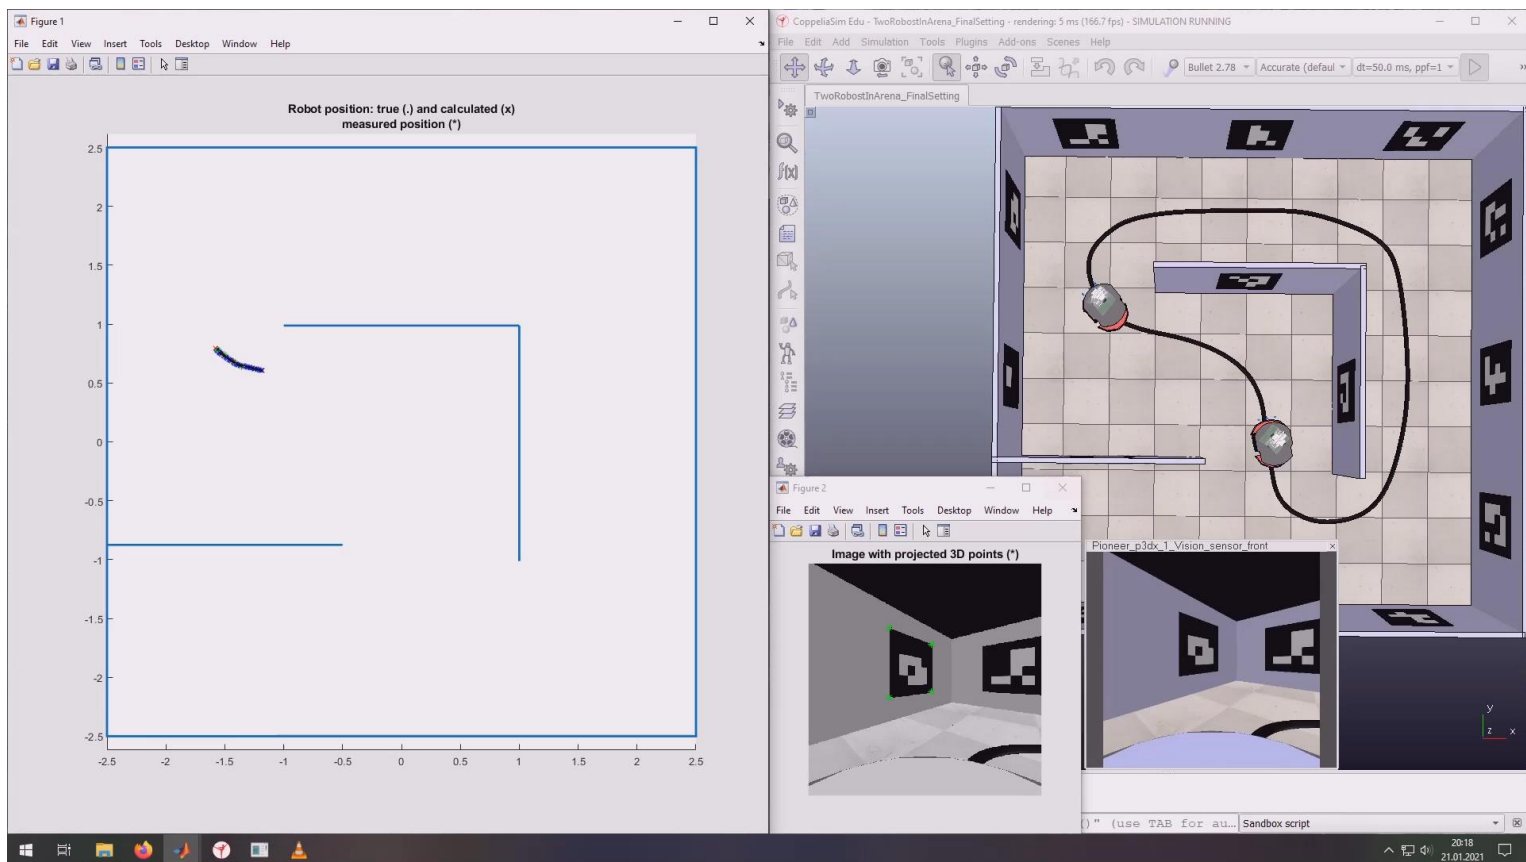 Figure 1
File Edit View Insert Tools Desktop Window Help
Robot position: true (.) and calculated (x)
measured position (*)
2.5
2
1.5
1
0.5
0
-0.5
-1
-1.5
-2
-2.5
-2.5 -2 -1.5 -1 -0.5 0 0.5 1 1.5 2 2.5
CoppeliaSim Edu - TwoRobostInArena_FinalSetting - rendering: 5 ms (166.7 fps) - SIMULATION RUNNING
File Edit Add Simulation Tools Plugins Add-ons Scenes Help
Bullet 2.78 Accurate (defaul dt=50.0 ms, ppf=1
TwoRobostInArena_FinalSetting
f(x)
Figure 2
File Edit View Insert Tools Desktop Window Help
Image with projected 3D points (*)
Pioneer_p3dx_1_Vision_sensor_front
y
z x
()" (use TAB for au... Sandbox script
20:18
21.01.2021